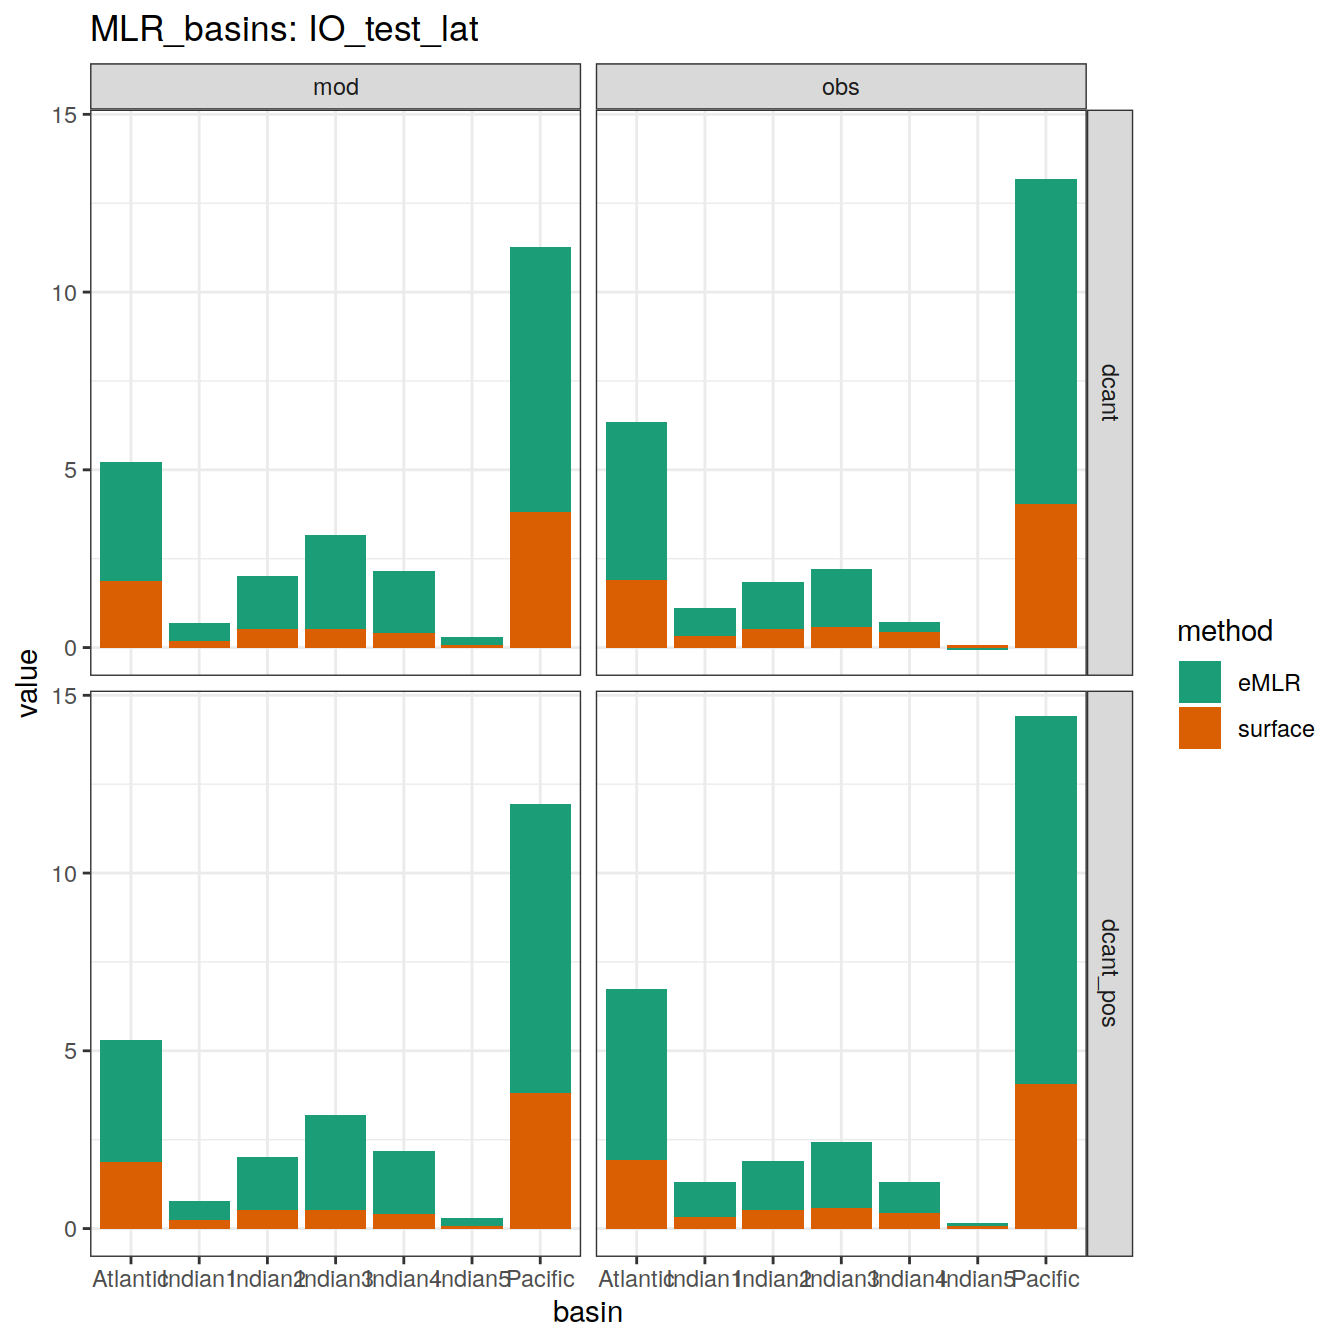 MLR_basins: IO_test_lat
mod
obs
15
10
5
0
dcant
15
10
5
0
dcant_pos
value
Atlantic Indian1 Indian2 Indian3 Indian4 Indian5 Pacific
Atlantic Indian1 Indian2 Indian3 Indian4 Indian5 Pacific
basin
method
eMLR
surface